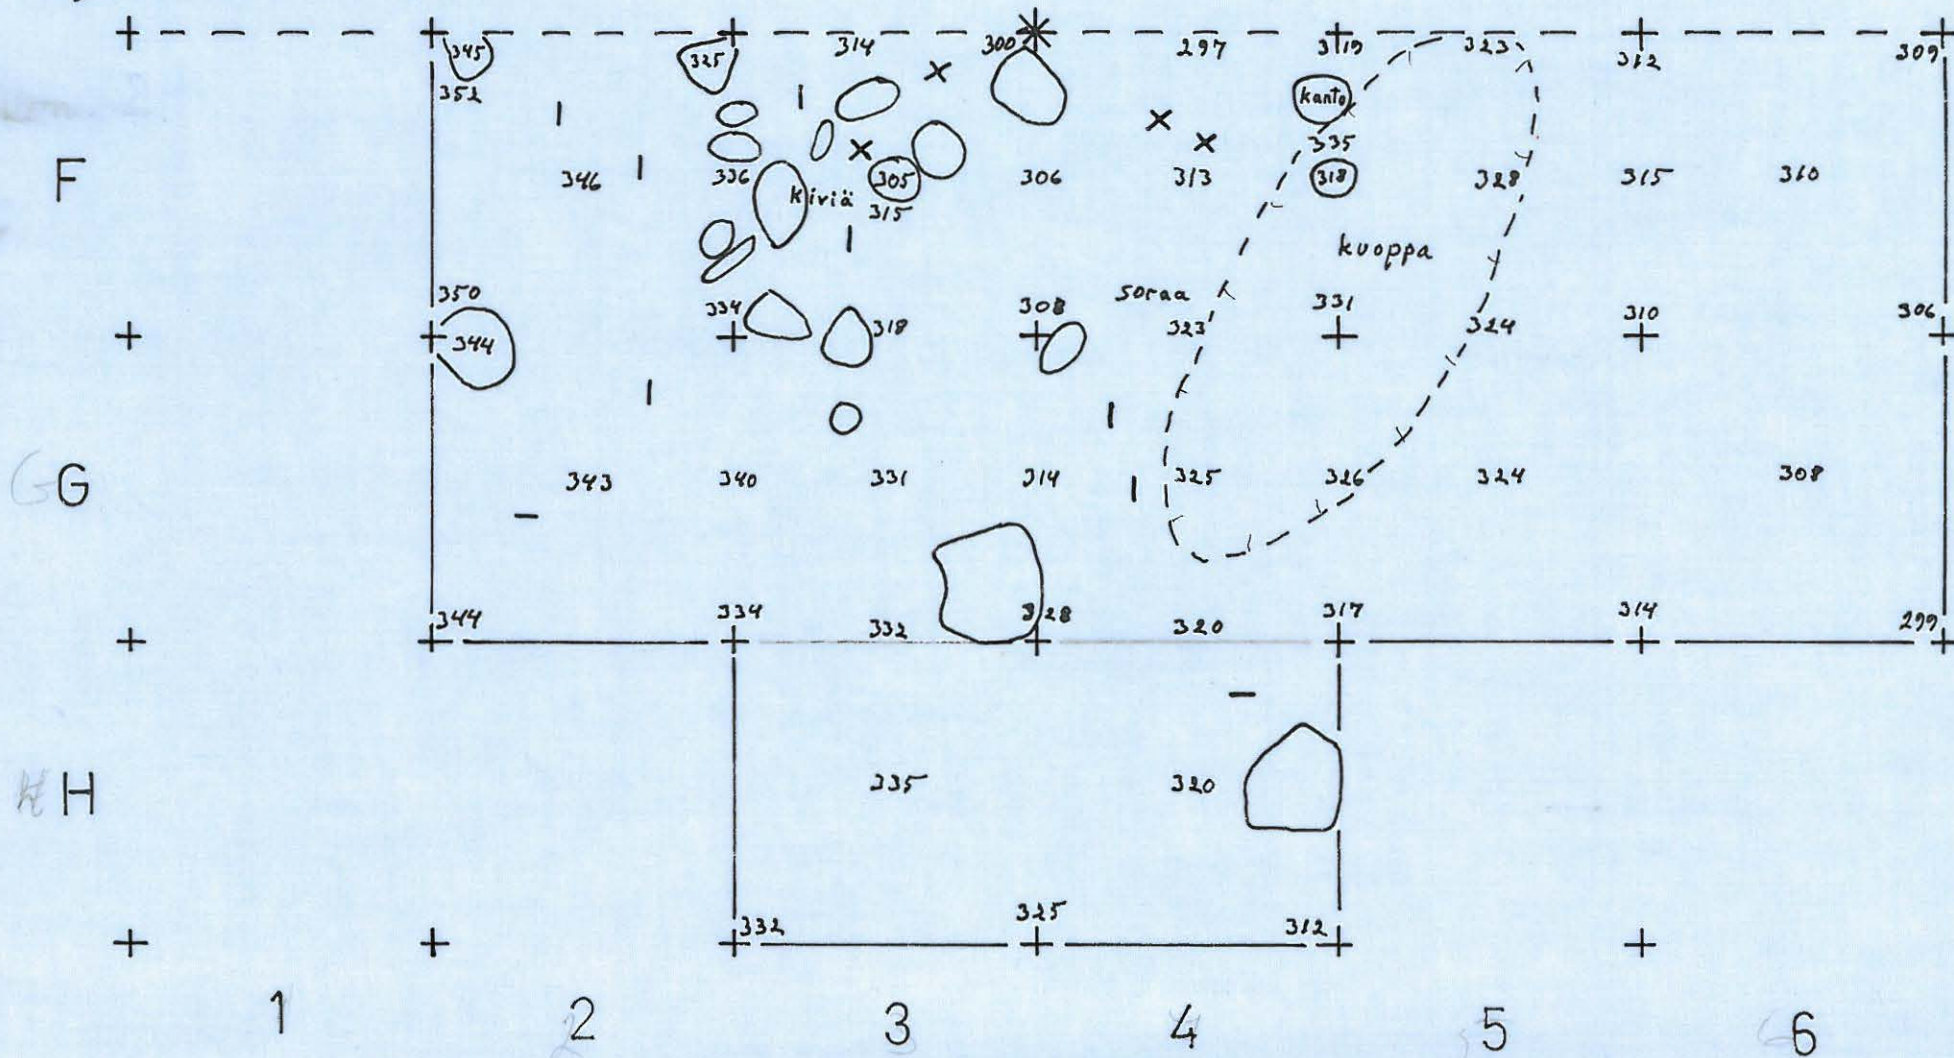 345 325 314 300 297 319 323 312 309
352 kanto
335
F 346 336 kiviä 305 306 313 318 328 315 310
315
kuoppa
350 334 318 308 soraa 331 310 306
344 323 324
G 343 340 331 314 325 326 324 308
344 334 332 328 320 317 314 299
H 335 320
332 325 312
1 2 3 4 5 6